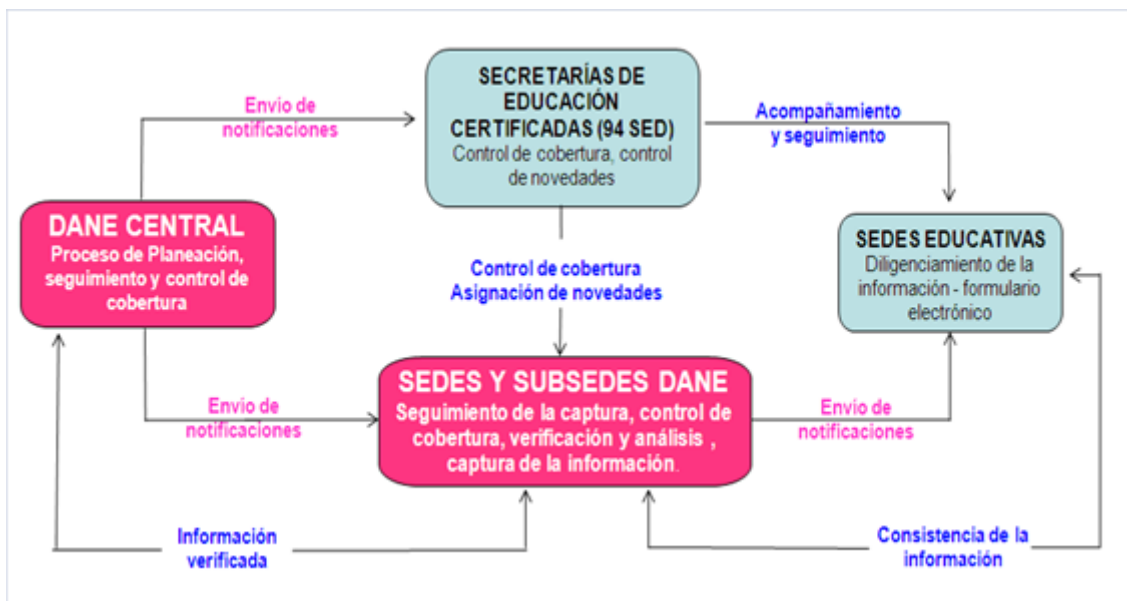 SECRETARÍAS DE
EDUCACIÓN
CERTIFICADAS (94 SED)
Control de cobertura, control
de novedades
Envio de
notificaciones
Acompañamiento
y seguimiento
DANE CENTRAL
Proceso de Planeación,
seguimiento y control de
cobertura
SEDES EDUCATIVAS
Diligenciamiento de la
información - formulario
electrónico
Control de cobertura
Asignación de novedades
SEDES Y SUBSEDES DANE
Seguimiento de la captura, control de
cobertura, verificación y análisis ,
captura de la información.
Envio de
notificaciones
Envio de
notificaciones
Información
verificada
Consistencia de la
información